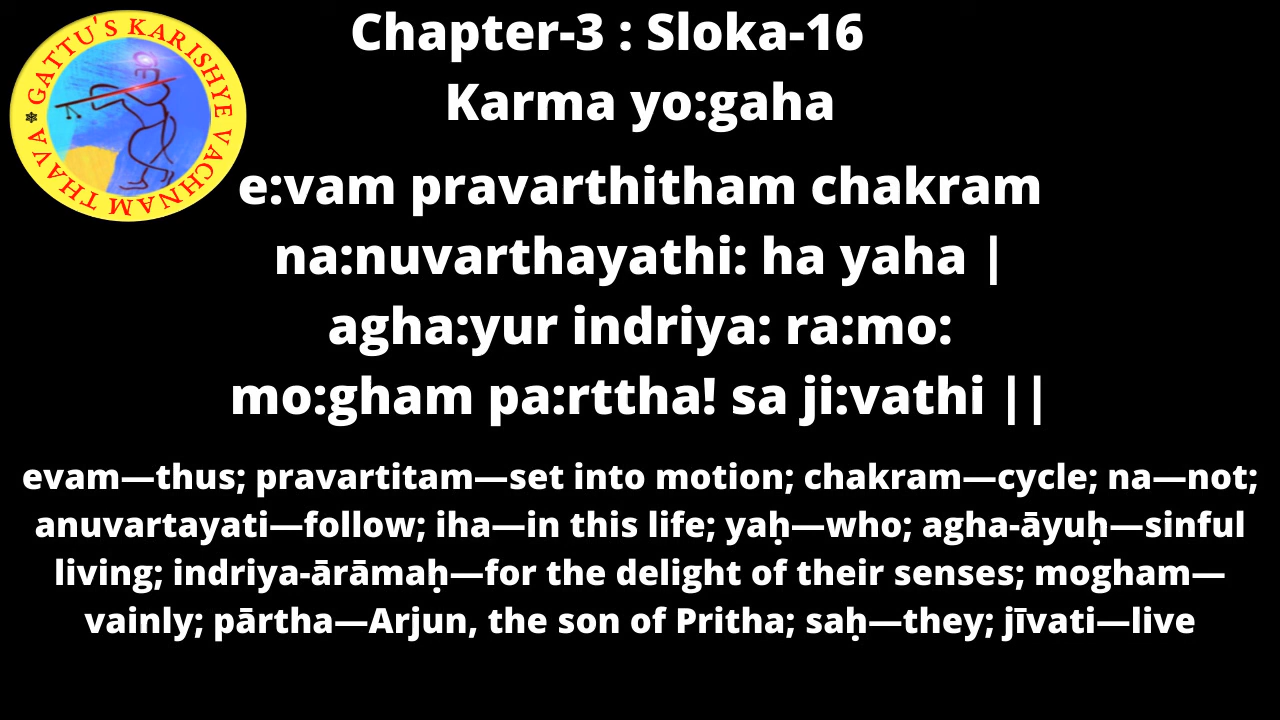 GATTU'S KARISHYE VACHNAM THAVA
Chapter-3 : Sloka-16
Karma yo:gaha
e:vam pravarthitham chakram
na:nuvarthayathi: ha yaha |
agha:yur indriya: ra:mo:
mo:gham pa:rttha! sa ji:vathi ||
evam—thus; pravartitam—set into motion; chakram—cycle; na—not;
anuvartayati—follow; iha—in this life; yaḥ—who; agha-āyuḥ—sinful
living; indriya-ārāmaḥ—for the delight of their senses; mogham—
vainly; pārtha—Arjun, the son of Pritha; saḥ—they; jīvati—live